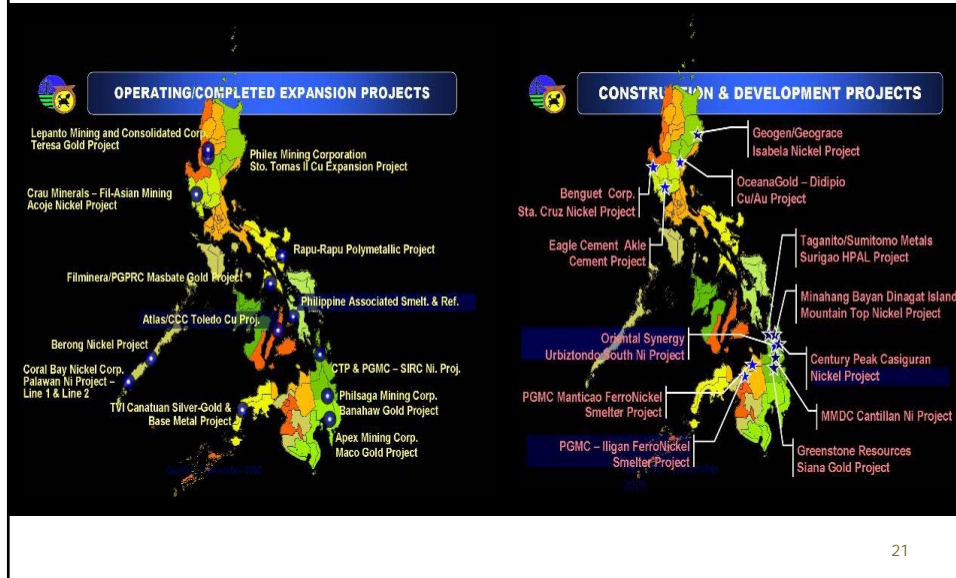 OPERATING/COMPLETED EXPANSION PROJECTS
Lepanto Mining and Consolidated Corp.
Teresa Gold Project
Philex Mining Corporation
Sto. Tomas II Cu Expansion Project
Crau Minerals – Fil-Asian Mining
Acoje Nickel Project
Rapu-Rapu Polymetallic Project
Filminera/PGPRC Masbate Gold Project
Philippine Associated Smelt. & Ref.
Atlas/CCC Toledo Cu Proj.
Berong Nickel Project
Coral Bay Nickel Corp.
Palawan Ni Project –
Line 1 & Line 2
CTP & PGMC – SIRC Ni. Proj.
Philsaga Mining Corp.
Banahaw Gold Project
TVI Canatuan Silver-Gold &
Base Metal Project
Apex Mining Corp.
Maco Gold Project
CONSTRUCTION & DEVELOPMENT PROJECTS
Geogen/Geograce
Isabela Nickel Project
OceanaGold – Didipio
Cu/Au Project
Benguet Corp.
Sta. Cruz Nickel Project
Eagle Cement Akle
Cement Project
Taganito/Sumitomo Metals
Surigao HPAL Project
Minahang Bayan Dinagat Island
Mountain Top Nickel Project
Oriental Synergy
Urbiztondo South Ni Project
Century Peak Casiguran
Nickel Project
PGMC Manticao FerroNickel
Smelter Project
MMDC Cantillan Ni Project
PGMC – Iligan FerroNickel
Smelter Project
Greenstone Resources
Siana Gold Project
21